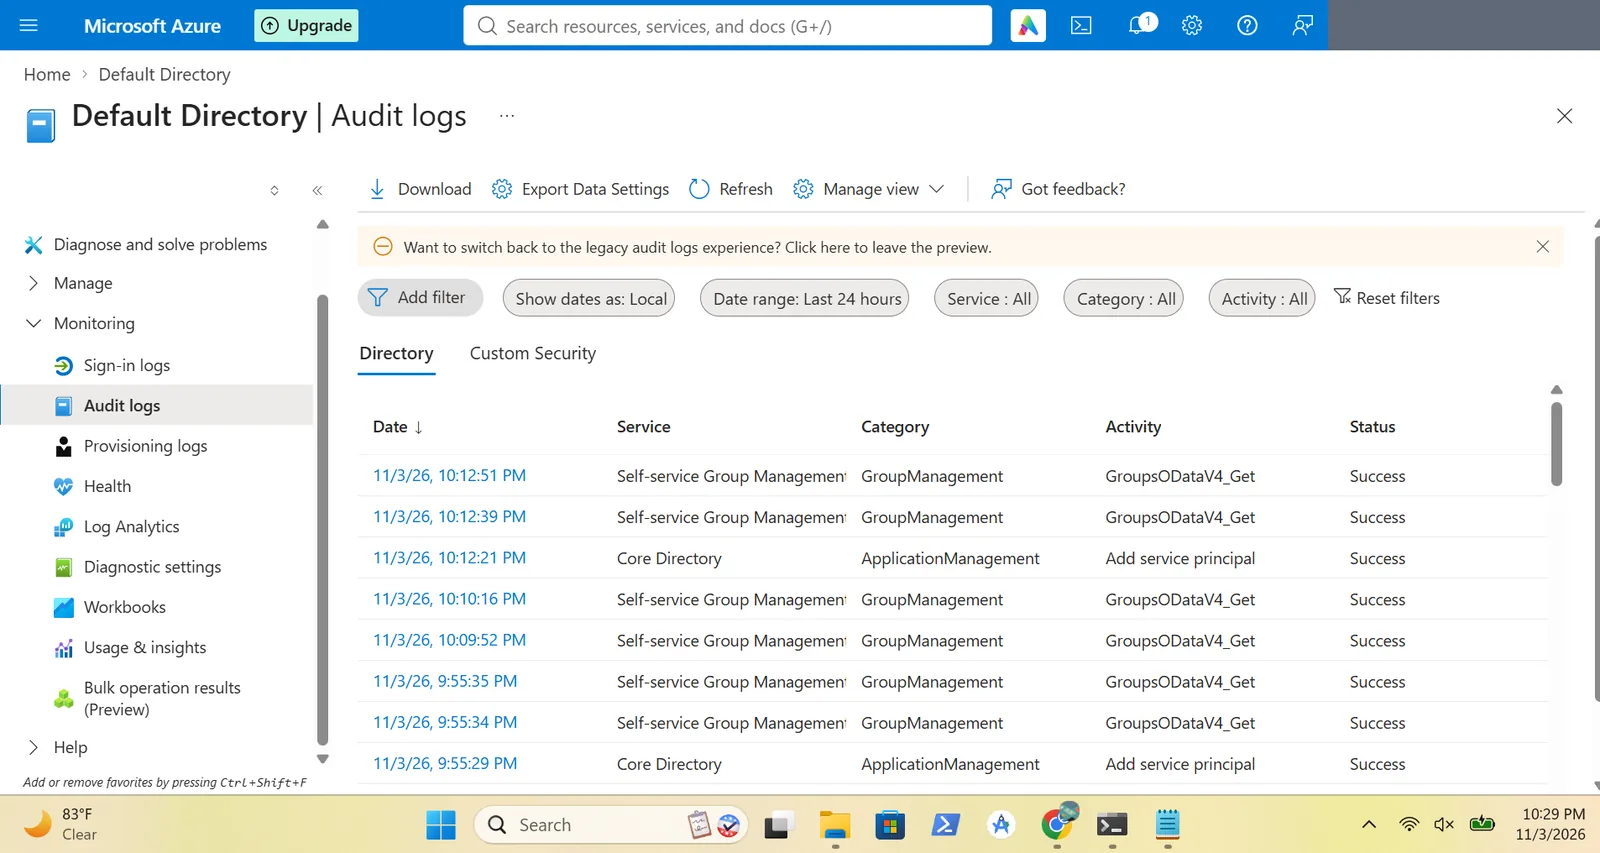 Microsoft Azure
Upgrade
Search resources, services, and docs (G+/)
1
Home > Default Directory
Default Directory | Audit logs ...
Download
Export Data Settings
Refresh
Manage view
Got feedback?
Diagnose and solve problems
Manage
Monitoring
Sign-in logs
Audit logs
Provisioning logs
Health
Log Analytics
Diagnostic settings
Workbooks
Usage & insights
Bulk operation results
(Preview)
Help
Add or remove favorites by pressing Ctrl+Shift+F
Want to switch back to the legacy audit logs experience? Click here to leave the preview.
Add filter
Show dates as: Local
Date range: Last 24 hours
Service : All
Category : All
Activity : All
Reset filters
Directory
Custom Security
Date ↓ Service Category Activity Status
11/3/26, 10:12:51 PM Self-service Group Management GroupManagement GroupsODataV4_Get Success
11/3/26, 10:12:39 PM Self-service Group Management GroupManagement GroupsODataV4_Get Success
11/3/26, 10:12:21 PM Core Directory ApplicationManagement Add service principal Success
11/3/26, 10:10:16 PM Self-service Group Management GroupManagement GroupsODataV4_Get Success
11/3/26, 10:09:52 PM Self-service Group Management GroupManagement GroupsODataV4_Get Success
11/3/26, 9:55:35 PM Self-service Group Management GroupManagement GroupsODataV4_Get Success
11/3/26, 9:55:34 PM Self-service Group Management GroupManagement GroupsODataV4_Get Success
11/3/26, 9:55:29 PM Core Directory ApplicationManagement Add service principal Success
83°F
Clear
Search
10:29 PM
11/3/2026